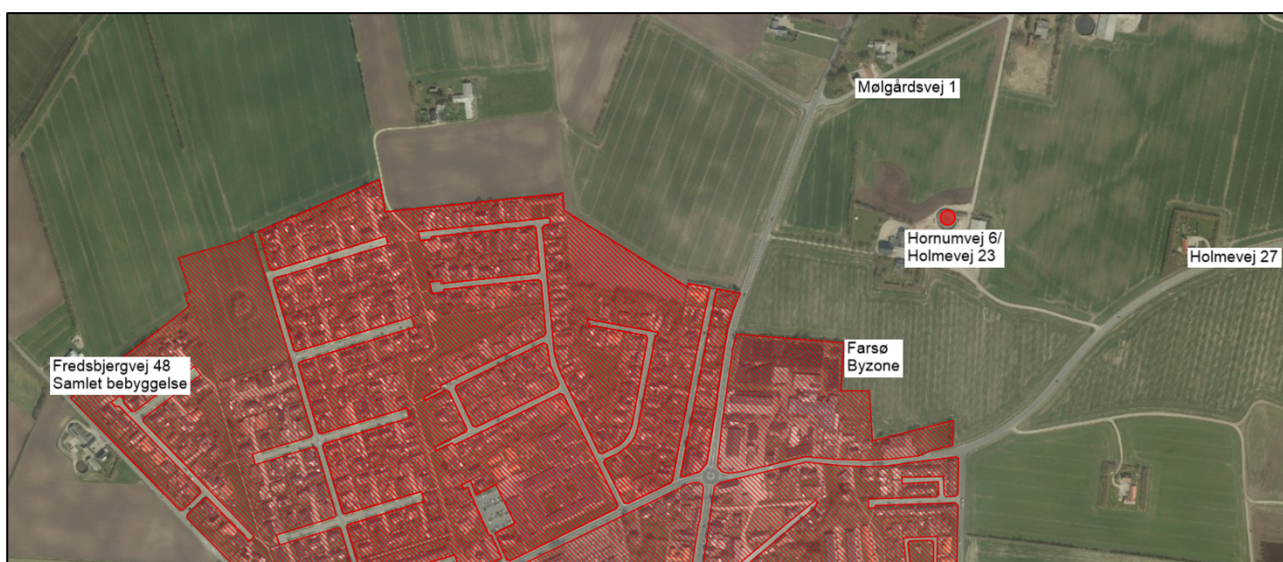 Mølgårdsvej 1
Hornumvej 6/
Holmevej 23
Holmevej 27
Farsø
Byzone
Fredsbjergvej 48
Samlet bebyggelse